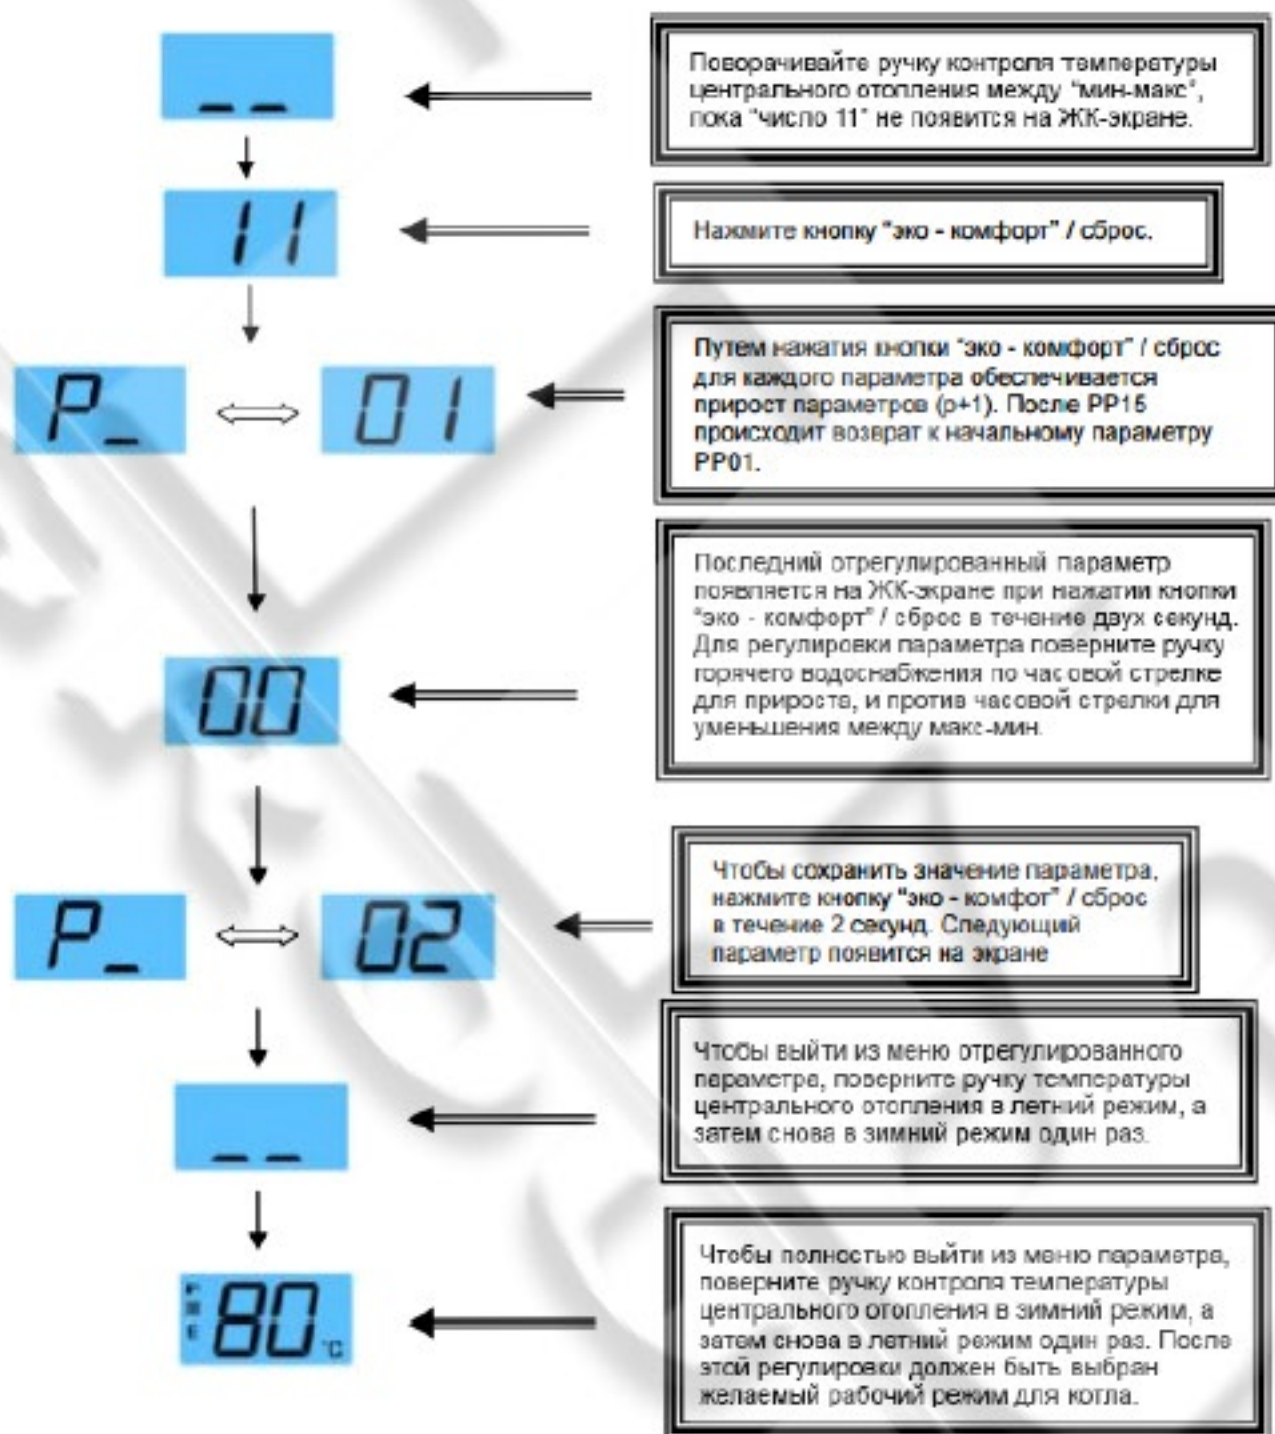 _ _
Поворачивайте ручку контроля температуры
центрального отопления между "мин-макс",
пока "число 11" не появится на ЖК-экране.
11
Нажмите кнопку "эко - комфорт" / сброс.
P_
01
Путем нажатия кнопки "эко - комфорт" / сброс
для каждого параметра обеспечивается
прирост параметров (р+1). После РР15
происходит возврат к начальному параметру
РР01.
00
Последний отрегулированный параметр
появляется на ЖК-экране при нажатии кнопки
"эко - комфорт" / сброс в течение двух секунд.
Для регулировки параметра поверните ручку
горячего водоснабжения по часовой стрелке
для прироста, и против часовой стрелки для
уменьшения между макс-мин.
P_
02
Чтобы сохранить значение параметра,
нажмите кнопку "эко - комфот" / сброс
в течение 2 секунд. Следующий
параметр появится на экране
_ _
Чтобы выйти из меню отрегулированного
параметра, поверните ручку температуры
центрального отопления в летний режим, а
затем снова в зимний режим один раз.
80 °C
Чтобы полностью выйти из меню параметра,
поверните ручку контроля температуры
центрального отопления в зимний режим, а
затем снова в летний режим один раз. После
этой регулировки должен быть выбран
желаемый рабочий режим для котла.